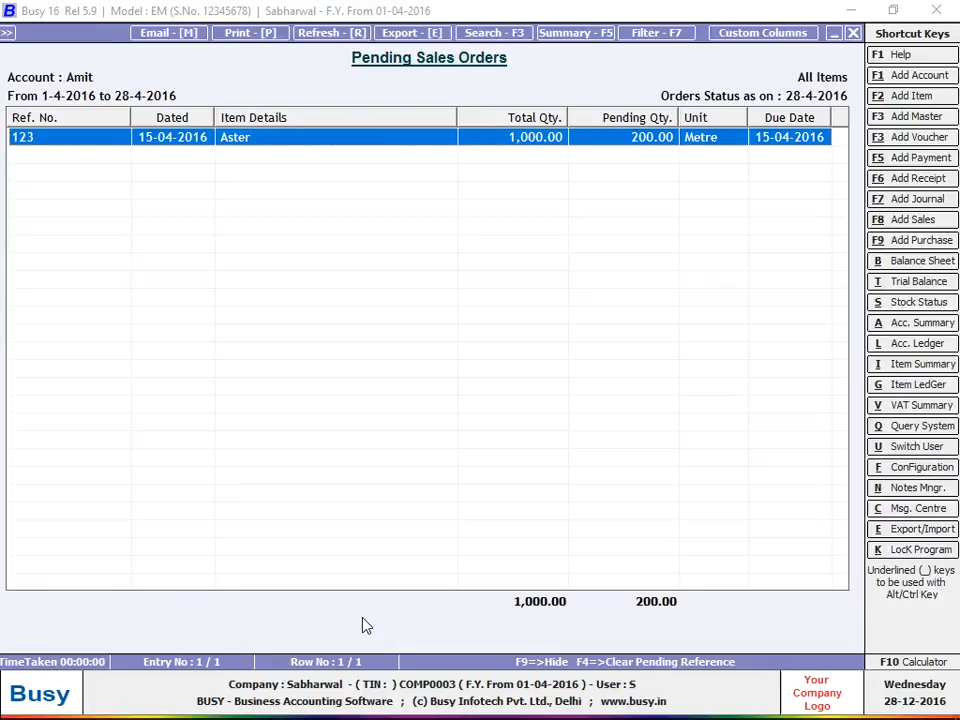 Busy 16 Rel 5.9 | Model : EM (S.No. 12345678) | Sabharwal - F.Y. From 01-04-2016
>> Email - [M] Print - [P] Refresh - [R] Export - [E] Search - F3 Summary - F5 Filter - F7 Custom Columns
Pending Sales Orders
Account : Amit All Items
From 1-4-2016 to 28-4-2016 Orders Status as on : 28-4-2016
Ref. No. Dated Item Details Total Qty. Pending Qty. Unit Due Date
123 15-04-2016 Aster 1,000.00 200.00 Metre 15-04-2016
1,000.00 200.00
TimeTaken 00:00:00 Entry No : 1 / 1 Row No : 1 / 1 F9=>Hide F4=>Clear Pending Reference
Shortcut Keys
F1 Help
F1 Add Account
F2 Add Item
F3 Add Master
F3 Add Voucher
F5 Add Payment
F6 Add Receipt
F7 Add Journal
F8 Add Sales
F9 Add Purchase
B Balance Sheet
T Trial Balance
S Stock Status
A Acc. Summary
L Acc. Ledger
I Item Summary
G Item LedGer
V VAT Summary
Q Query System
U Switch User
F ConFiguration
N Notes Mngr.
C Msg. Centre
E Export/Import
K LocK Program
Underlined (_) keys
to be used with
Alt/Ctrl Key
F10 Calculator
Busy
Company : Sabharwal - ( TIN : ) COMP0003 ( F.Y. From 01-04-2016 ) - User : S
BUSY - Business Accounting Software ; (c) Busy Infotech Pvt. Ltd., Delhi ; www.busy.in
Your
Company
Logo
Wednesday
28-12-2016